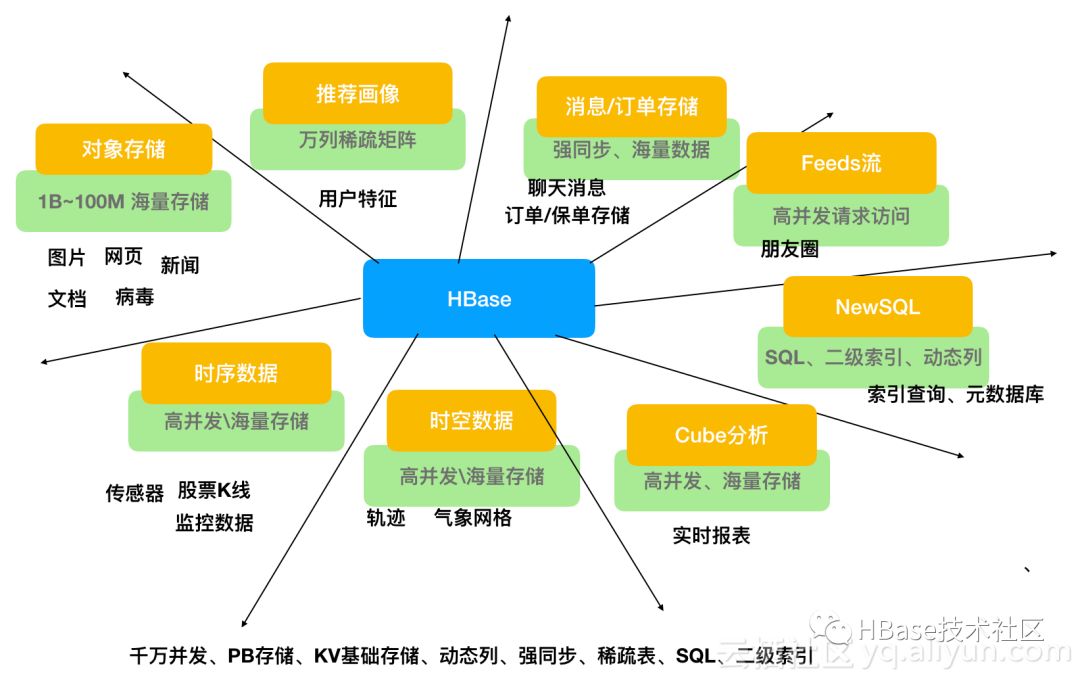 推荐画像
万列稀疏矩阵
用户特征
消息/订单存储
强同步、海量数据
聊天消息
订单/保单存储
对象存储
1B~100M 海量存储
图片 网页 新闻
文档 病毒
Feeds流
高并发请求访问
朋友圈
HBase
NewSQL
SQL、二级索引、动态列
索引查询、元数据库
时序数据
高并发\海量存储
传感器 股票K线
监控数据
时空数据
高并发\海量存储
轨迹 气象网格
Cube分析
高并发、海量存储
实时报表
、
千万并发、PB存储、KV基础存储、动态列、强同步、稀疏表、SQL、二级索引
HBase技术社区
云栖社区 yq.aliyun.com